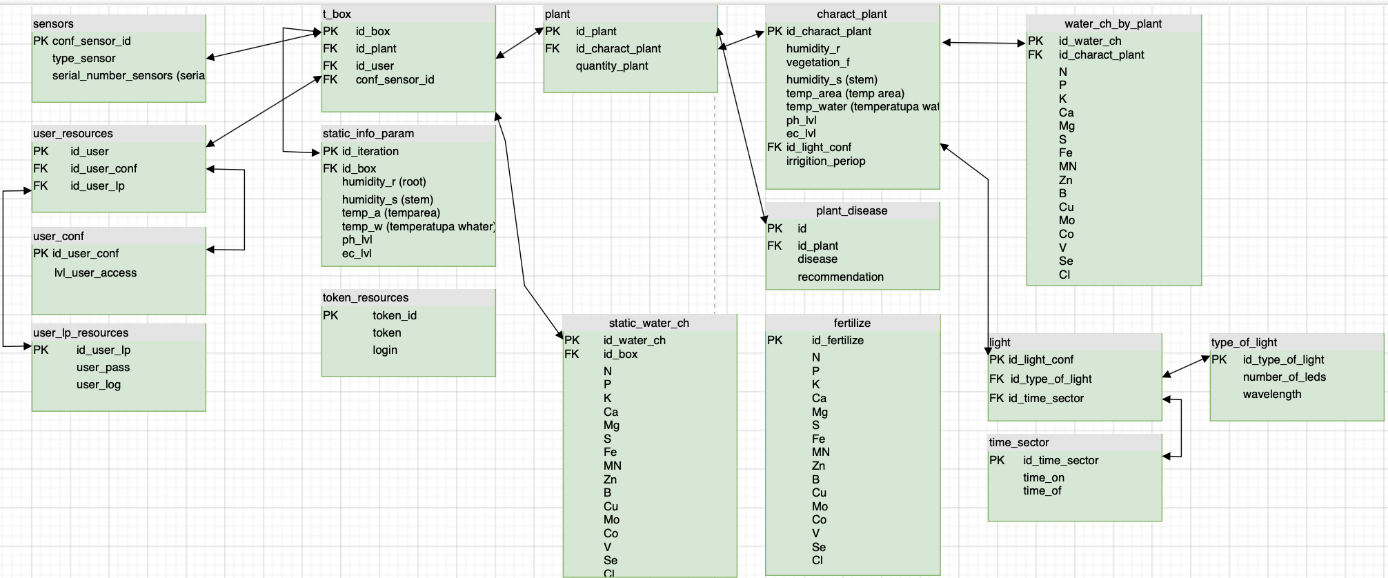 sensors
PK conf_sensor_id
type_sensor
serial_number_sensors (seria
user_resources
PK id_user
FK id_user_conf
FK id_user_lp
user_conf
PK id_user_conf
lvl_user_access
user_lp_resources
PK id_user_lp
user_pass
user_log
t_box
PK id_box
FK id_plant
FK id_user
FK conf_sensor_id
static_info_param
PK id_iteration
FK id_box
humidity_r (root)
humidity_s (stem)
temp_a (temparea)
temp_w (temperatupa whater)
ph_lvl
ec_lvl
token_resources
PK token_id
token
login
plant
PK id_plant
FK id_charact_plant
quantity_plant
static_water_ch
PK id_water_ch
FK id_box
N
P
K
Ca
Mg
S
Fe
MN
Zn
B
Cu
Mo
Co
V
Se
Cl
charact_plant
PK id_charact_plant
humidity_r
vegetation_f
humidity_s (stem)
temp_area (temp area)
temp_water (temperatupa wat
ph_lvl
ec_lvl
FK id_light_conf
irrigition_periop
plant_disease
PK id
FK id_plant
disease
recommendation
fertilize
PK id_fertilize
N
P
K
Ca
Mg
S
Fe
MN
Zn
B
Cu
Mo
Co
V
Se
Cl
water_ch_by_plant
PK id_water_ch
FK id_charact_plant
N
P
K
Ca
Mg
S
Fe
MN
Zn
B
Cu
Mo
Co
V
Se
Cl
light
PK id_light_conf
FK id_type_of_light
FK id_time_sector
time_sector
PK id_time_sector
time_on
time_of
type_of_light
PK id_type_of_light
number_of_leds
wavelength